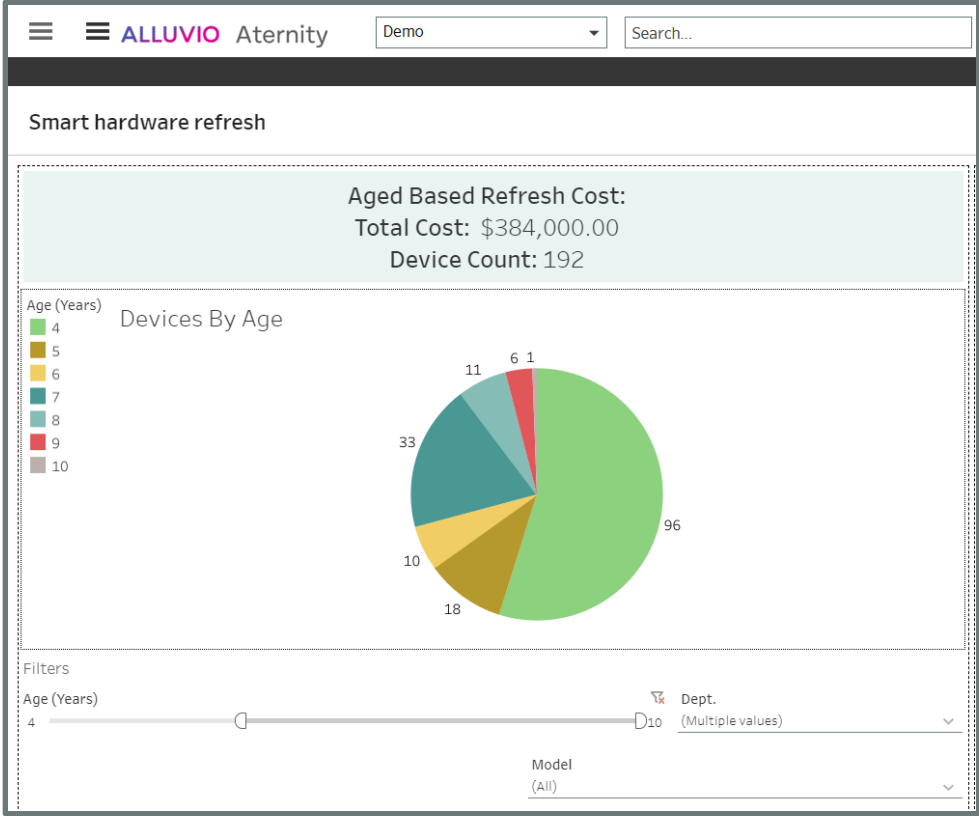 ALLUVIO Aternity
Demo
Search...
Smart hardware refresh
Aged Based Refresh Cost:
Total Cost: $384,000.00
Device Count: 192
Age (Years)
4
5
6
7
8
9
10
Devices By Age
6 1
11
33
96
10
18
Filters
Age (Years)
4
10
Dept.
(Multiple values)
Model
(All)